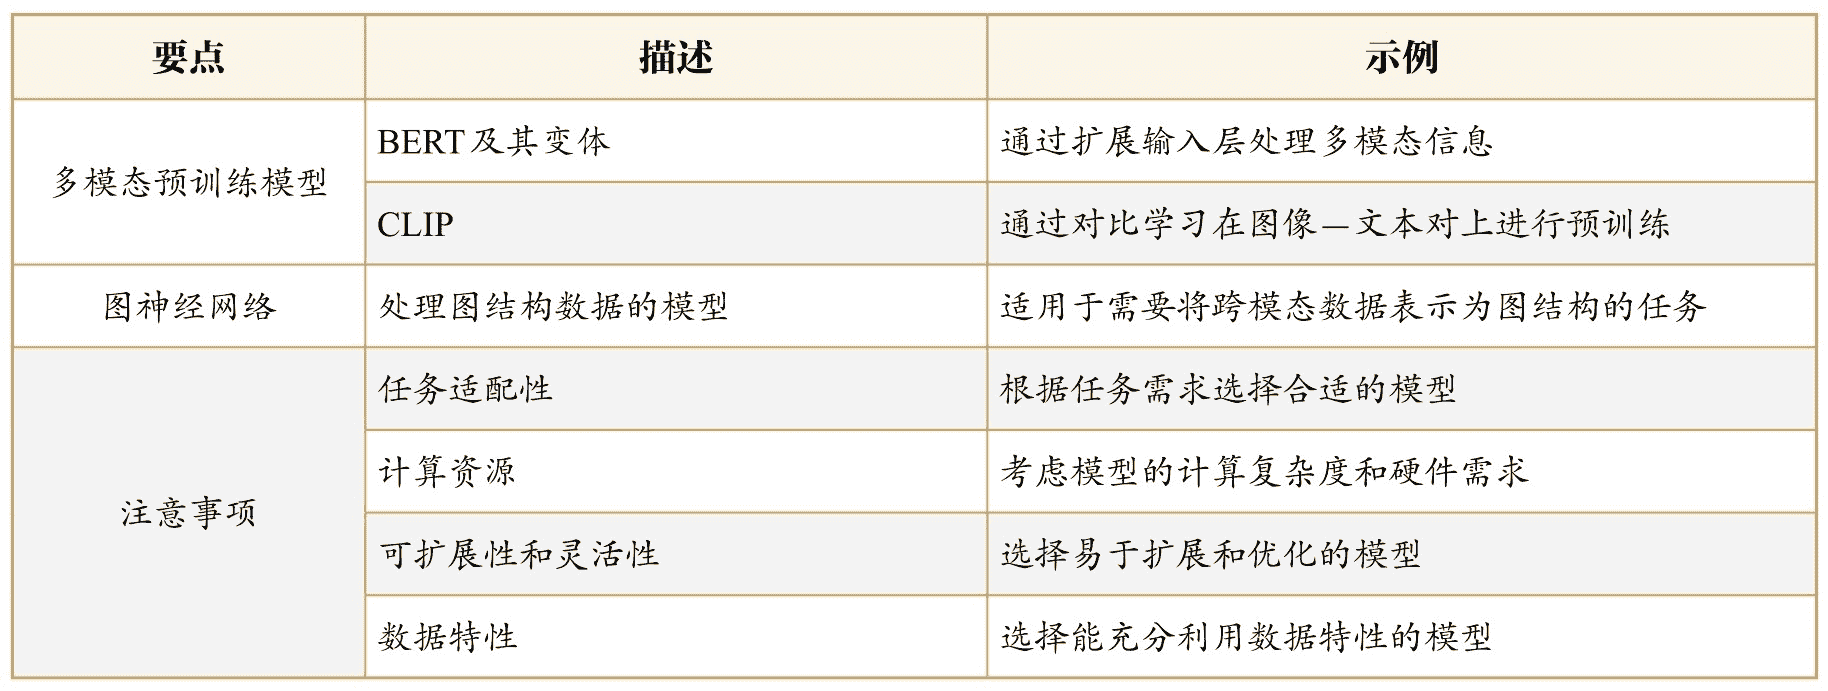 要点 描述 示例
多模态预训练模型 BERT及其变体 通过扩展输入层处理多模态信息
CLIP 通过对比学习在图像—文本对上进行预训练
图神经网络 处理图结构数据的模型 适用于需要将跨模态数据表示为图结构的任务
注意事项 任务适配性 根据任务需求选择合适的模型
计算资源 考虑模型的计算复杂度和硬件需求
可扩展性和灵活性 选择易于扩展和优化的模型
数据特性 选择能充分利用数据特性的模型